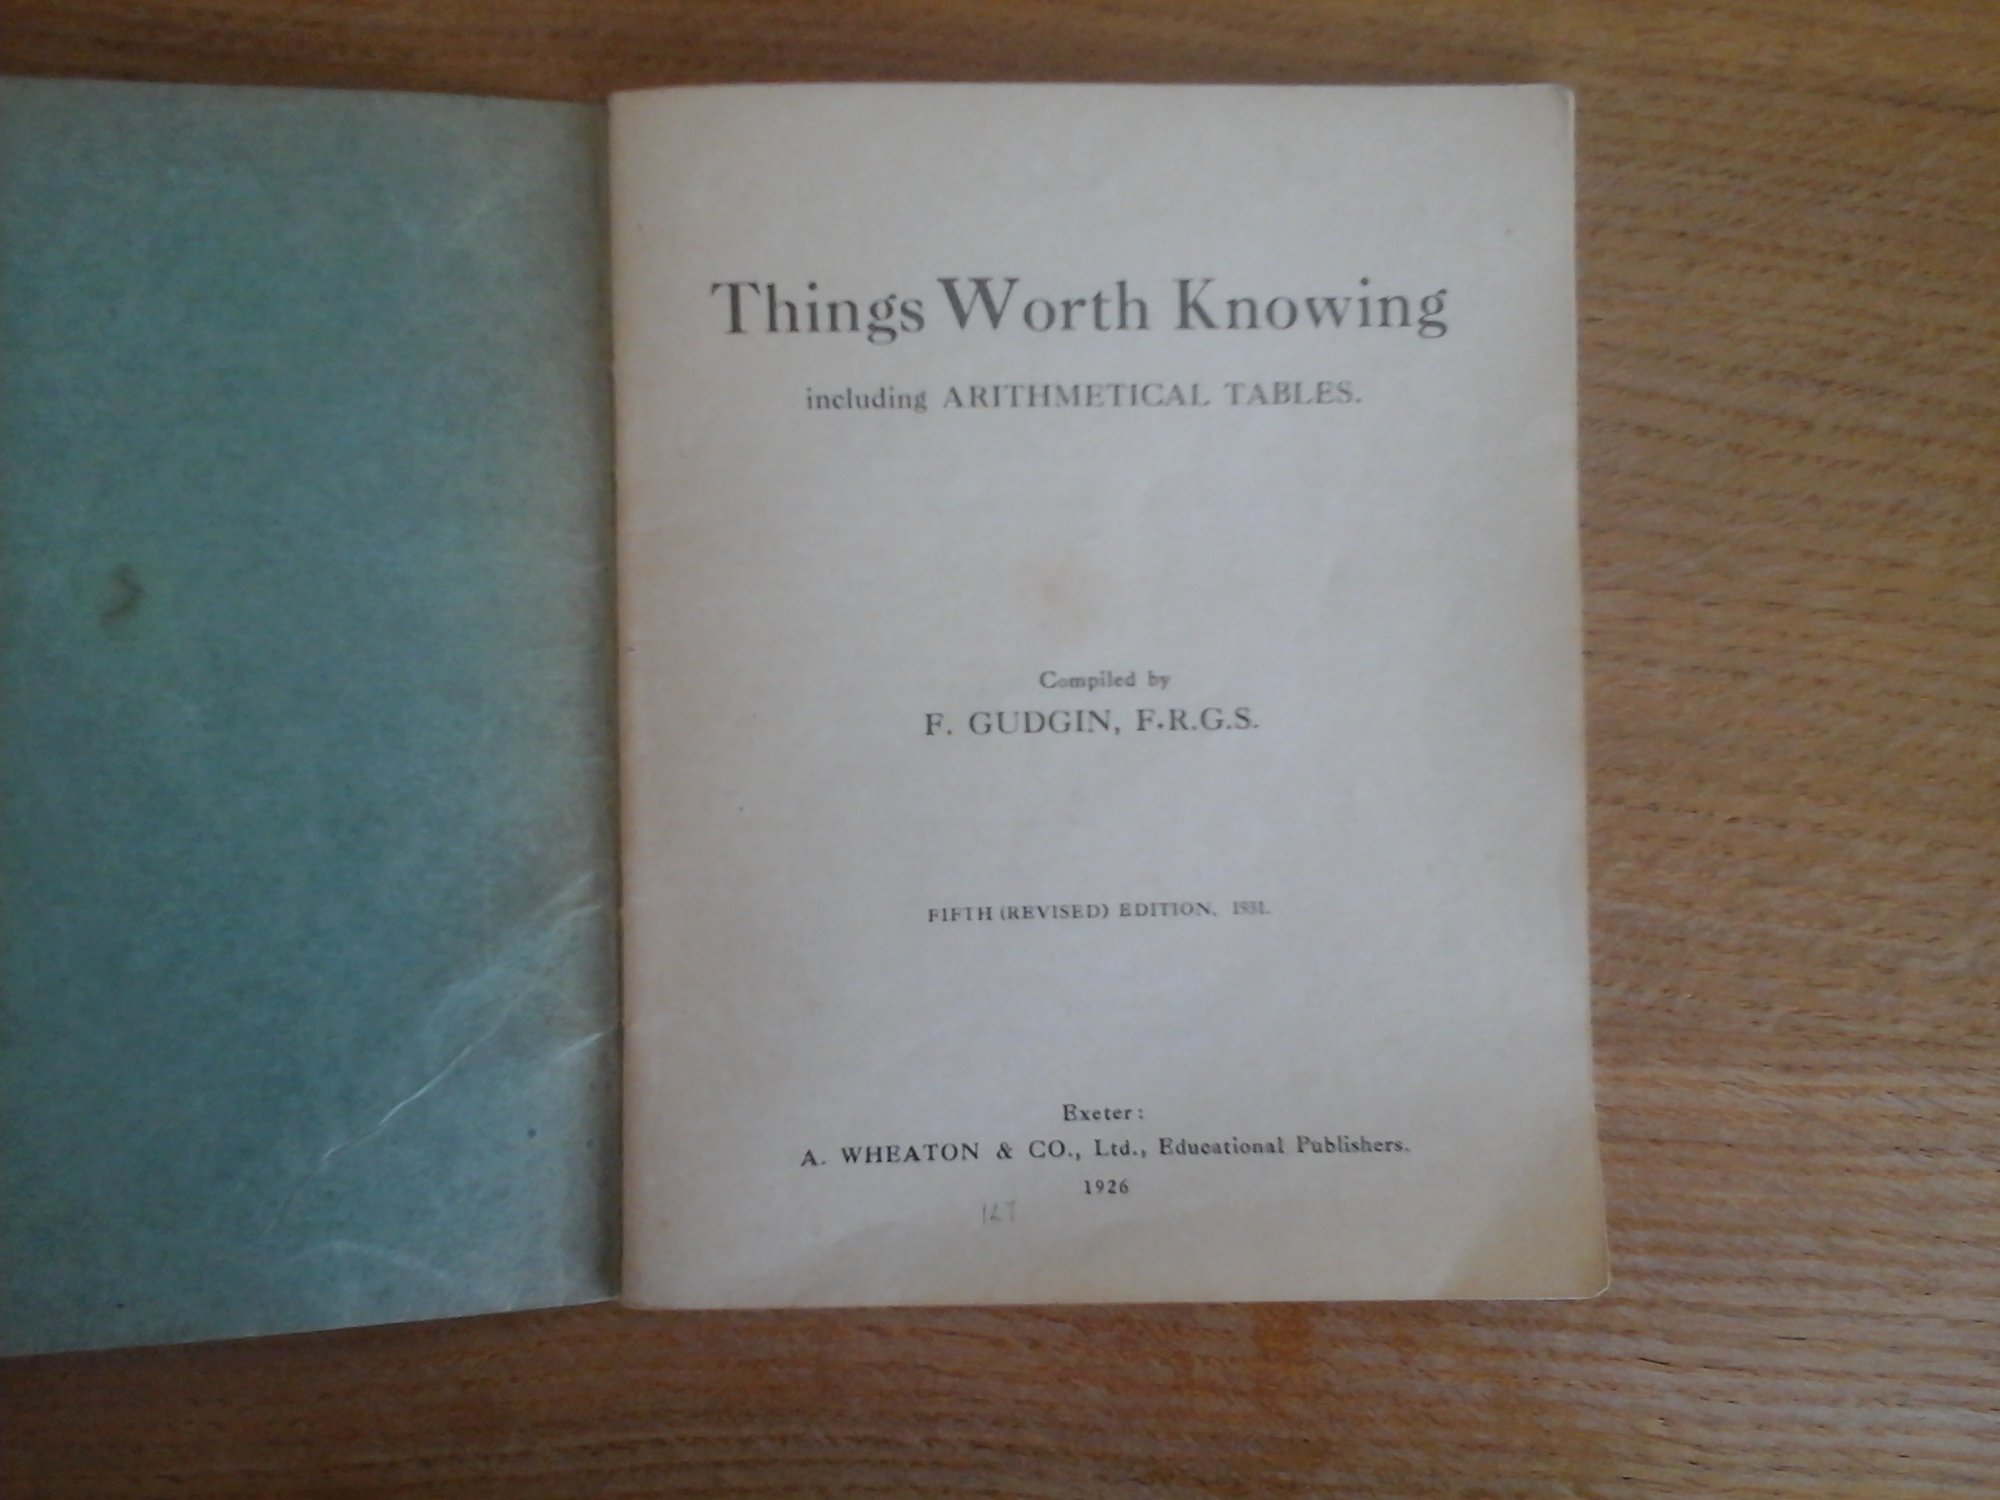 Things Worth Knowing
including ARITHMETICAL TABLES.
Compiled by
F. GUDGIN, F.R.G.S.
FIFTH (REVISED) EDITION, 1931.
Exeter:
A. WHEATON & CO., Ltd., Educational Publishers.
1926